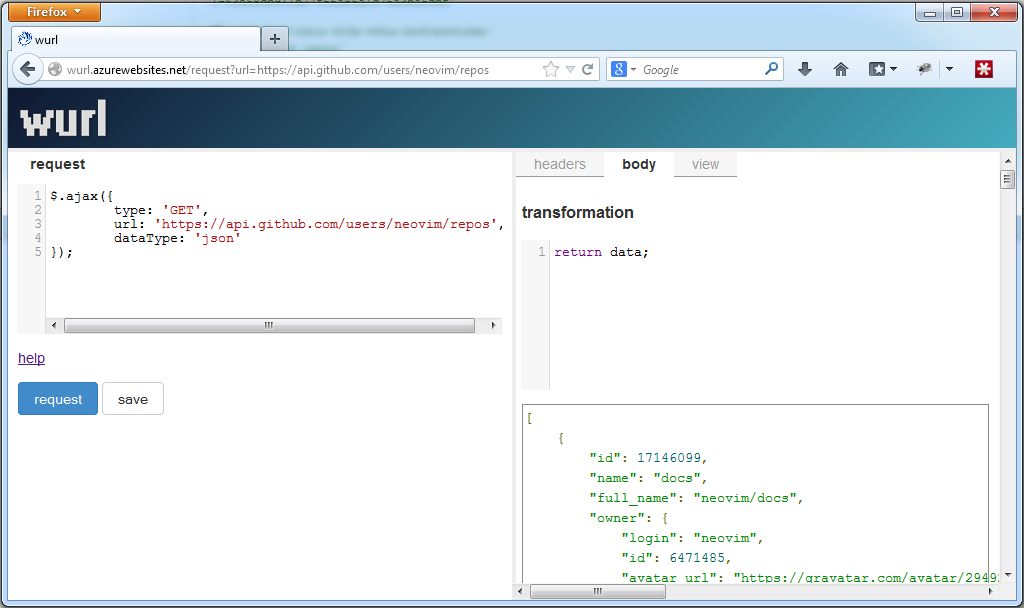 Firefox
wurl
wurl.azurewebsites.net/request?url=https://api.github.com/users/neovim/repos
Google
wurl
request
1 $.ajax({
2 type: 'GET',
3 url: 'https://api.github.com/users/neovim/repos',
4 dataType: 'json'
5 });
help
request save
headers body view
transformation
1 return data;
[
{
"id": 17146099,
"name": "docs",
"full_name": "neovim/docs",
"owner": {
"login": "neovim",
"id": 6471485,
"avatar_url": "https://gravatar.com/avatar/2949